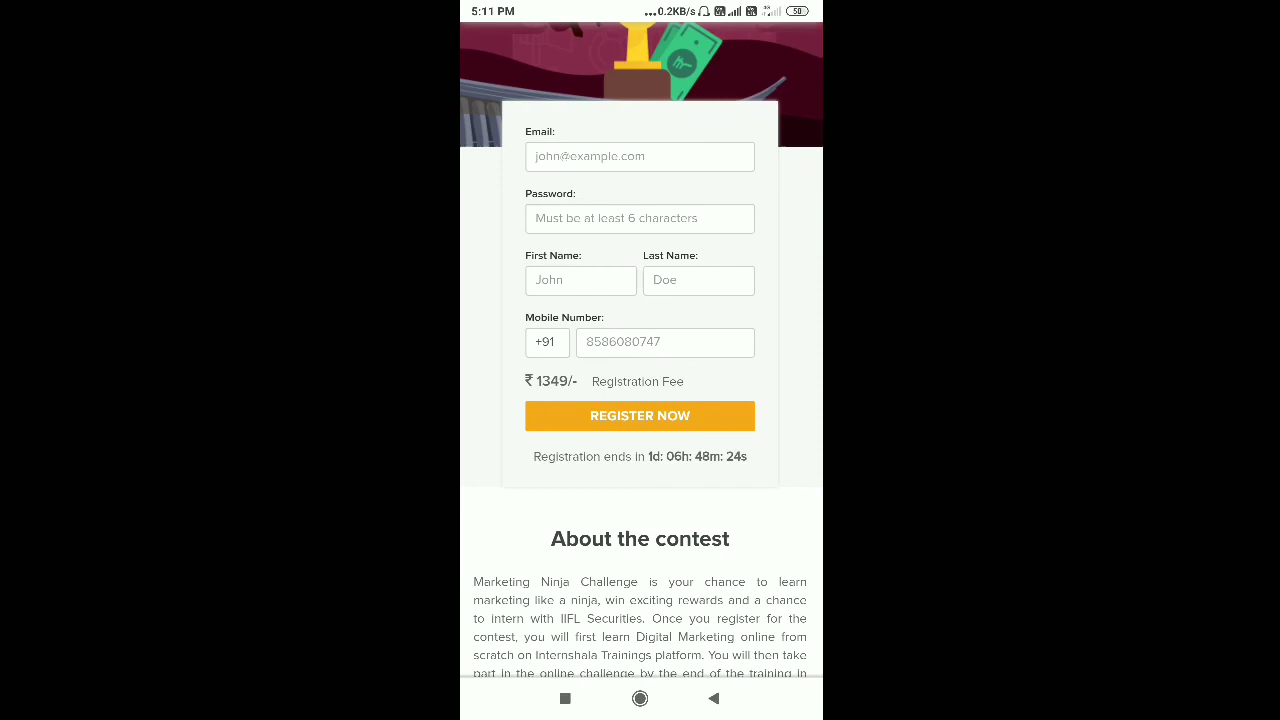 5:11 PM ...0.2KB/s 50
Email:
john@example.com
Password:
Must be at least 6 characters
First Name: Last Name:
John Doe
Mobile Number:
+91 8586080747
₹ 1349/- Registration Fee
REGISTER NOW
Registration ends in 1d: 06h: 48m: 24s
About the contest
Marketing Ninja Challenge is your chance to learn
marketing like a ninja, win exciting rewards and a chance
to intern with IIFL Securities. Once you register for the
contest, you will first learn Digital Marketing online from
scratch on Internshala Trainings platform. You will then take
part in the online challenge by the end of the training in